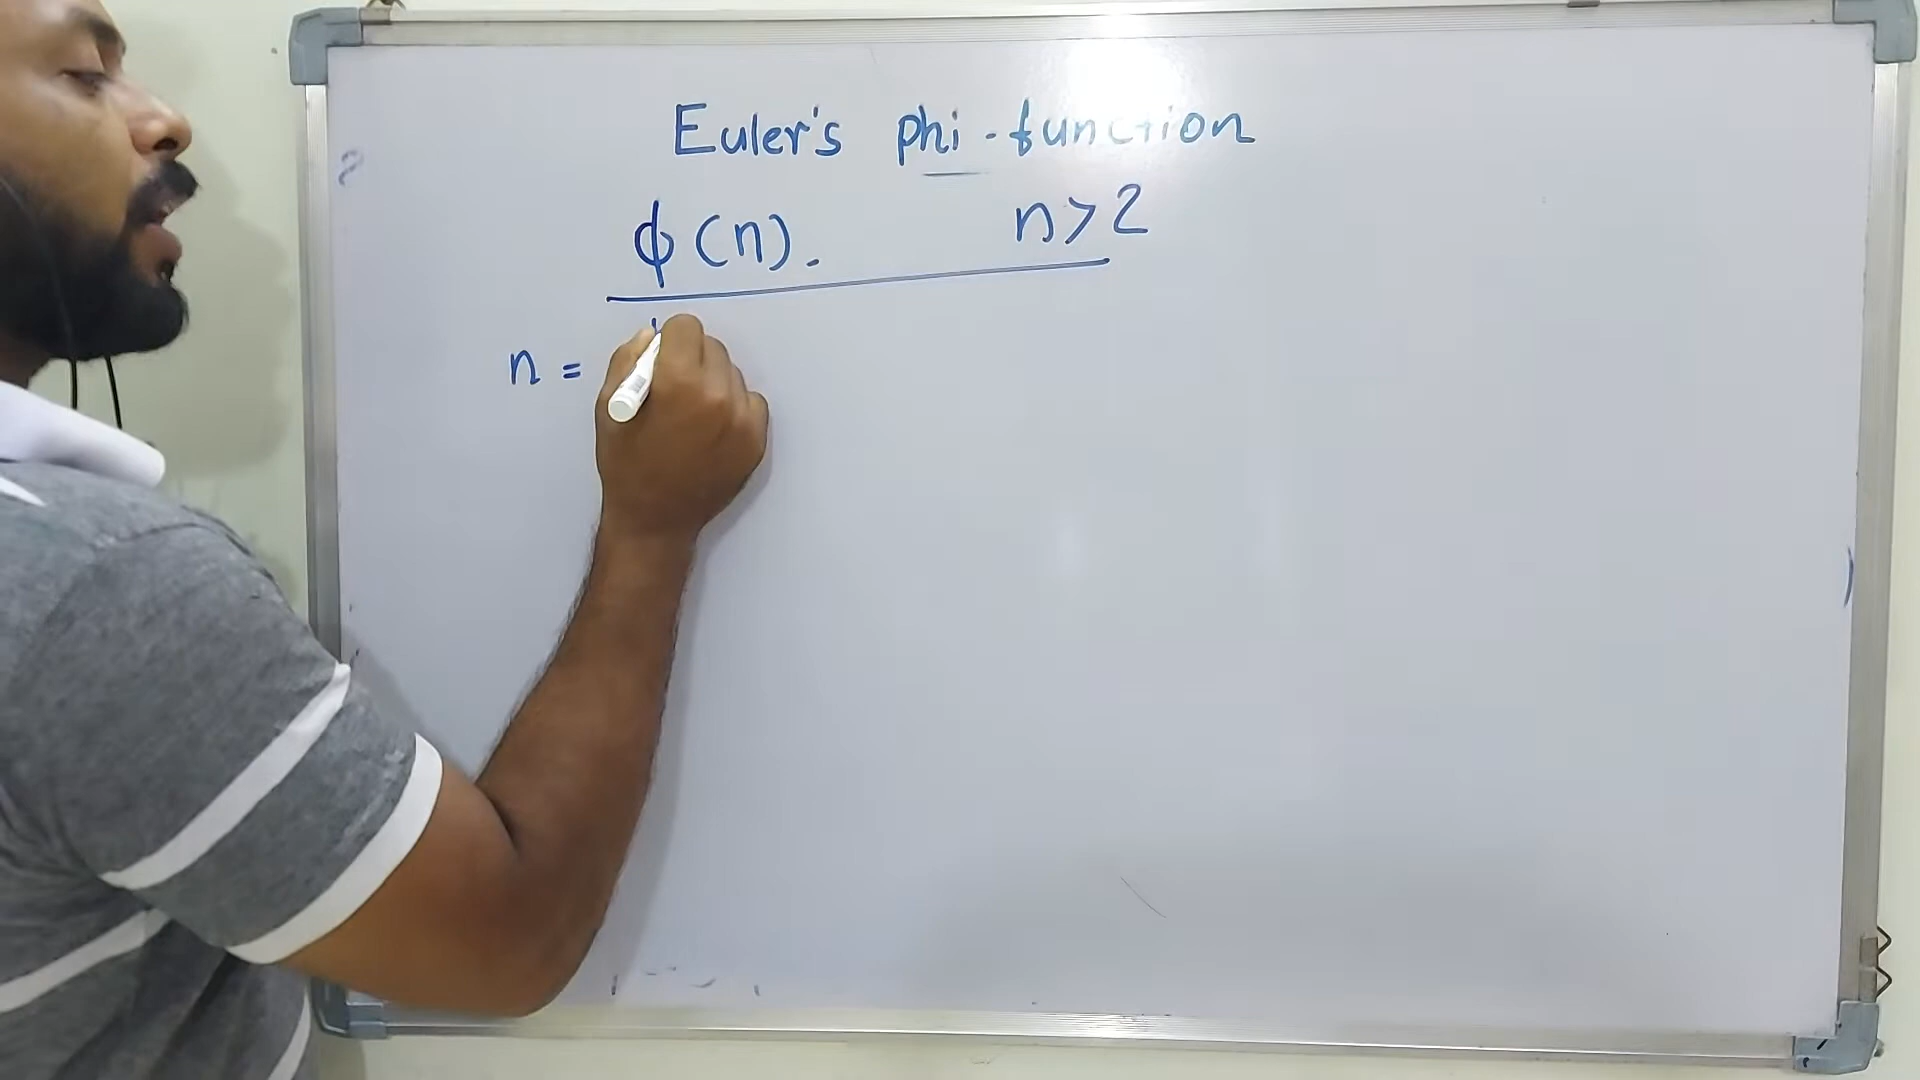 Euler's phi-function
ϕ(n). n>2
n =